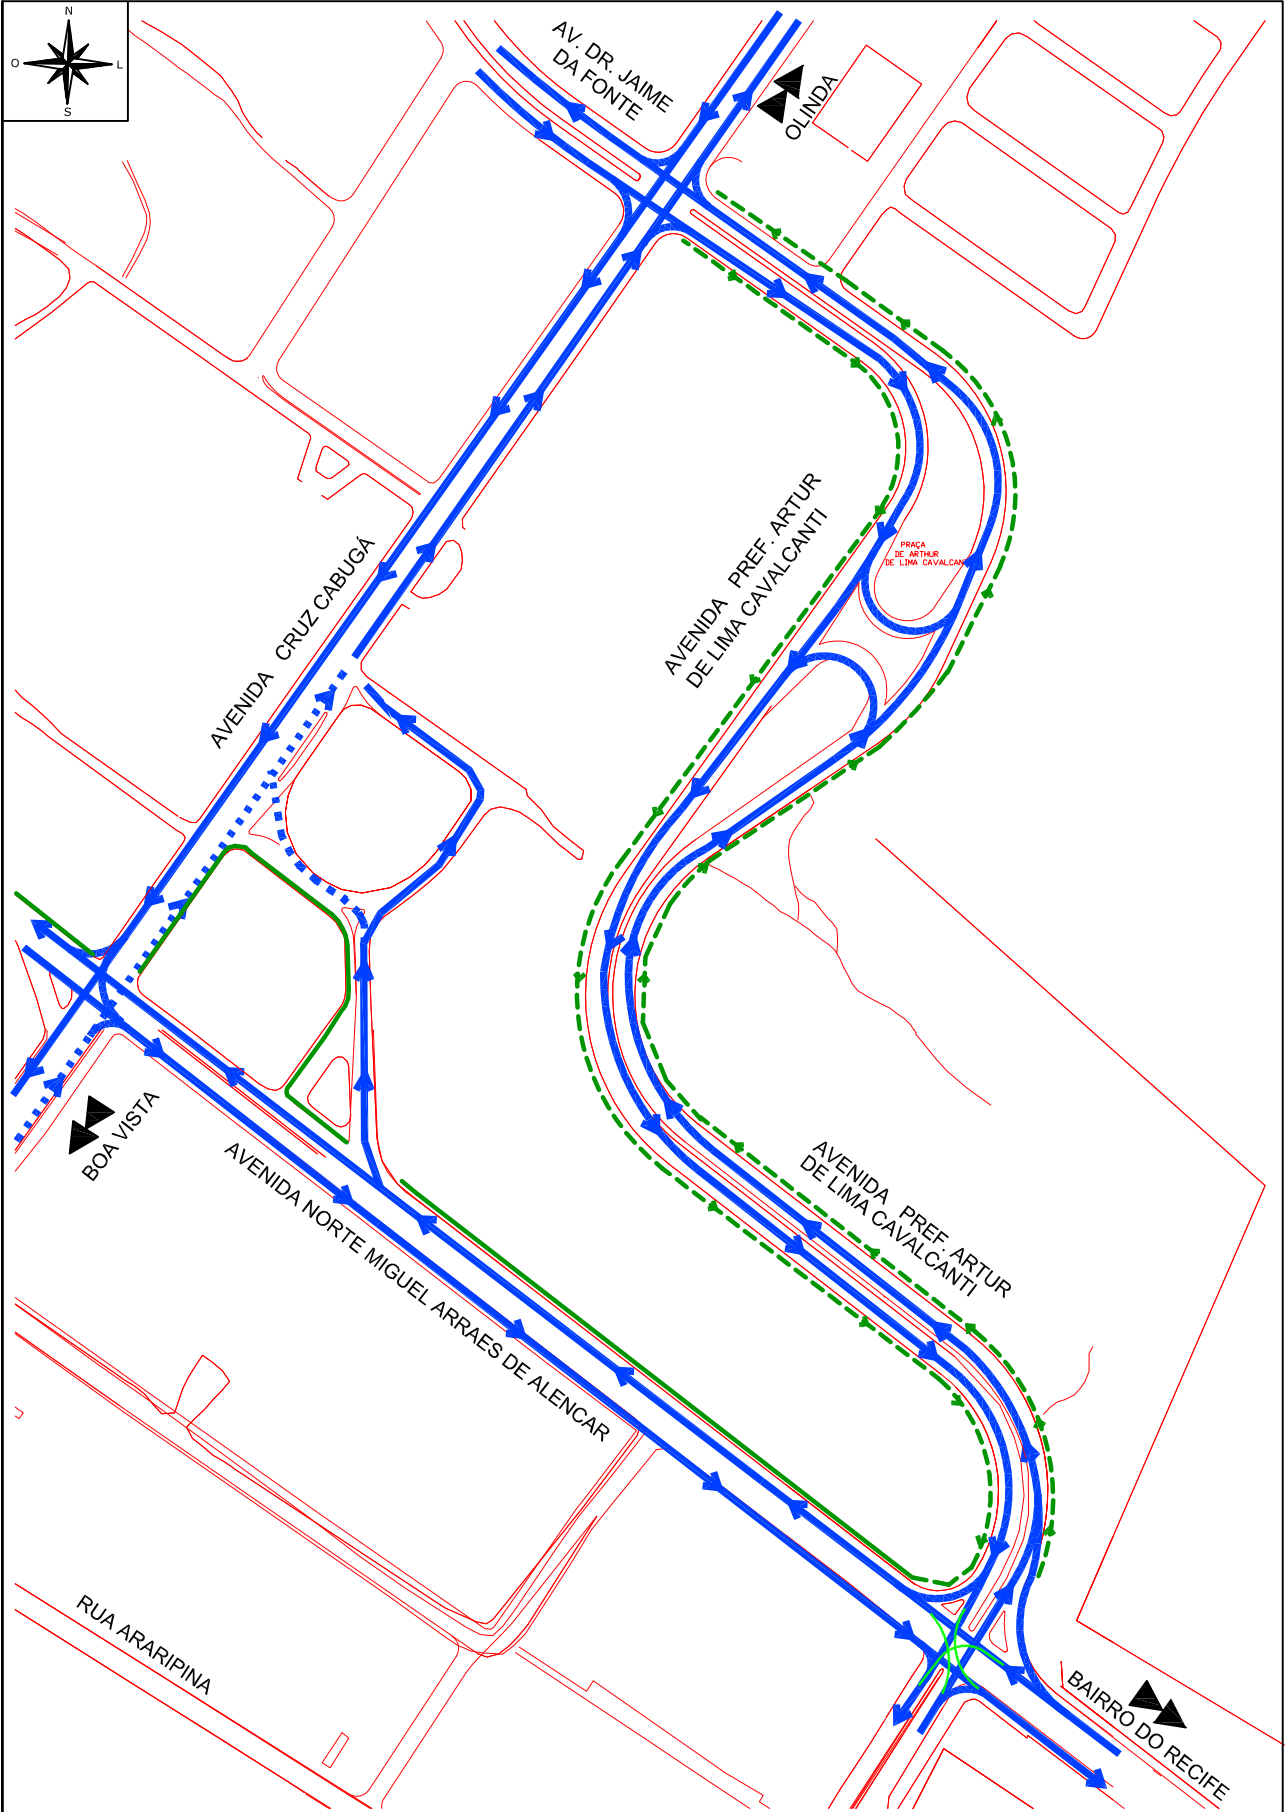 N
O
L
S
AV. DR. JAIME
DA FONTE
OLINDA
AVENIDA PREF. ARTUR
DE LIMA CAVALCANTI
PRAÇA
DE ARTHUR
DE LIMA CAVALCAN
AVENIDA CRUZ CABUGÁ
BOA VISTA
AVENIDA NORTE MIGUEL ARRAES DE ALENCAR
AVENIDA PREF. ARTUR
DE LIMA CAVALCANTI
RUA ARARIPINA
BAIRRO DO RECIFE